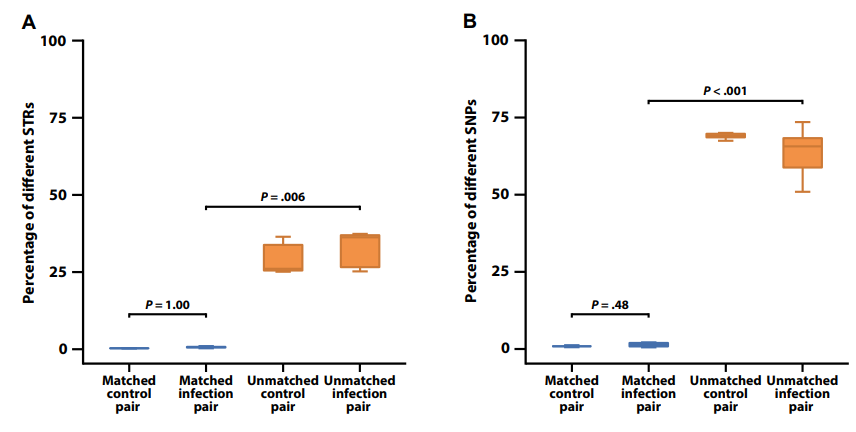 A
Percentage of different STRs
100
75
50
25
0
P = 1.00
P = .006
Matched control pair
Matched infection pair
Unmatched control pair
Unmatched infection pair
B
Percentage of different SNPs
100
75
50
25
0
P = .48
P < .001
Matched control pair
Matched infection pair
Unmatched control pair
Unmatched infection pair